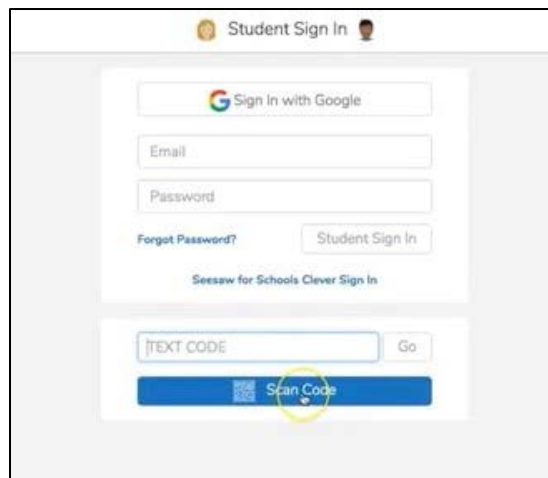 Student Sign In
Sign In with Google
Email
Password
Forgot Password? Student Sign In
Seesaw for Schools Clever Sign In
TEXT CODE Go
Scan Code